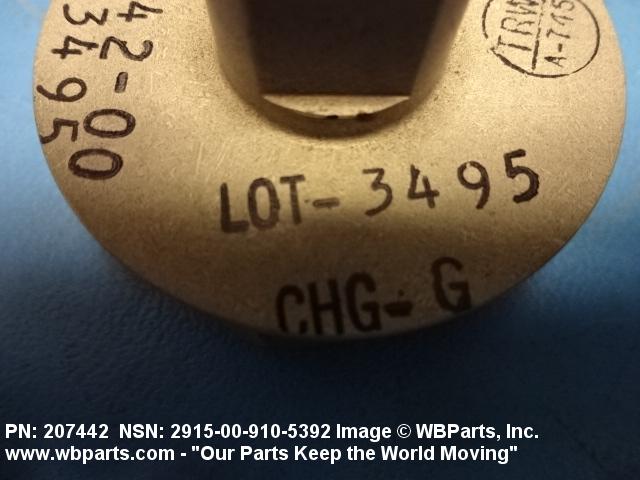 42-00
3495
TRW
A-745
LOT-3495
CHG-G
PN: 207442 NSN: 2915-00-910-5392 Image © WBParts, Inc.
www.wbparts.com - "Our Parts Keep the World Moving"